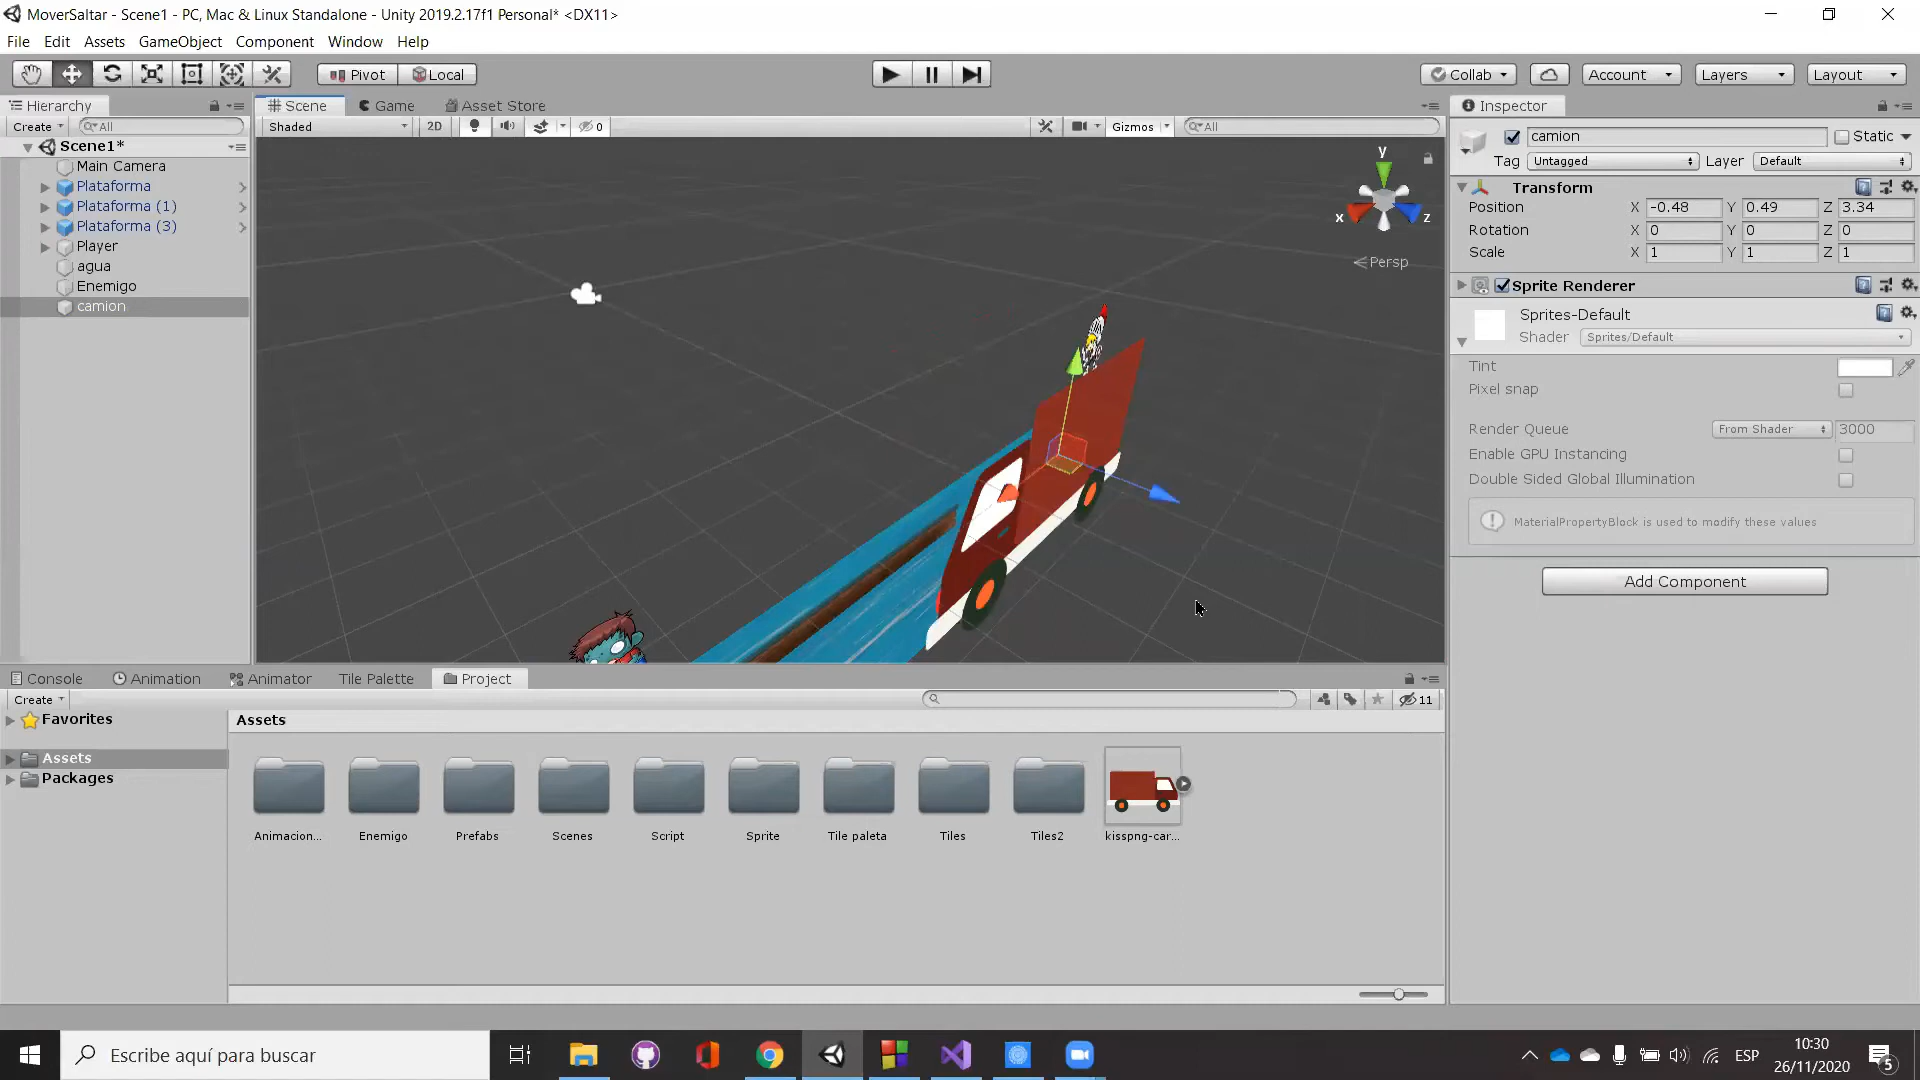 MoverSaltar - Scene1 - PC, Mac & Linux Standalone - Unity 2019.2.17f1 Personal* <DX11>
File Edit Assets GameObject Component Window Help
Pivot Local Collab Account Layers Layout
Hierarchy Scene Game Asset Store Inspector
Create All Shaded 2D 0 Gizmos All
Scene1*
Main Camera
Plataforma
Plataforma (1)
Plataforma (3)
Player
agua
Enemigo
camion
y
x z
Persp
camion Static
Tag Untagged Layer Default
Transform
Position X -0.48 Y 0.49 Z 3.34
Rotation X 0 Y 0 Z 0
Scale X 1 Y 1 Z 1
Sprite Renderer
Sprites-Default
Shader Sprites/Default
Tint
Pixel snap
Render Queue From Shader 3000
Enable GPU Instancing
Double Sided Global Illumination
MaterialPropertyBlock is used to modify these values
Add Component
Console Animation Animator Tile Palette Project
Create 11
Favorites
Assets
Packages
Assets
Animacion... Enemigo Prefabs Scenes Script Sprite Tile paleta Tiles Tiles2 kisspng-car...
Escribe aquí para buscar
ESP
10:30
26/11/2020
5